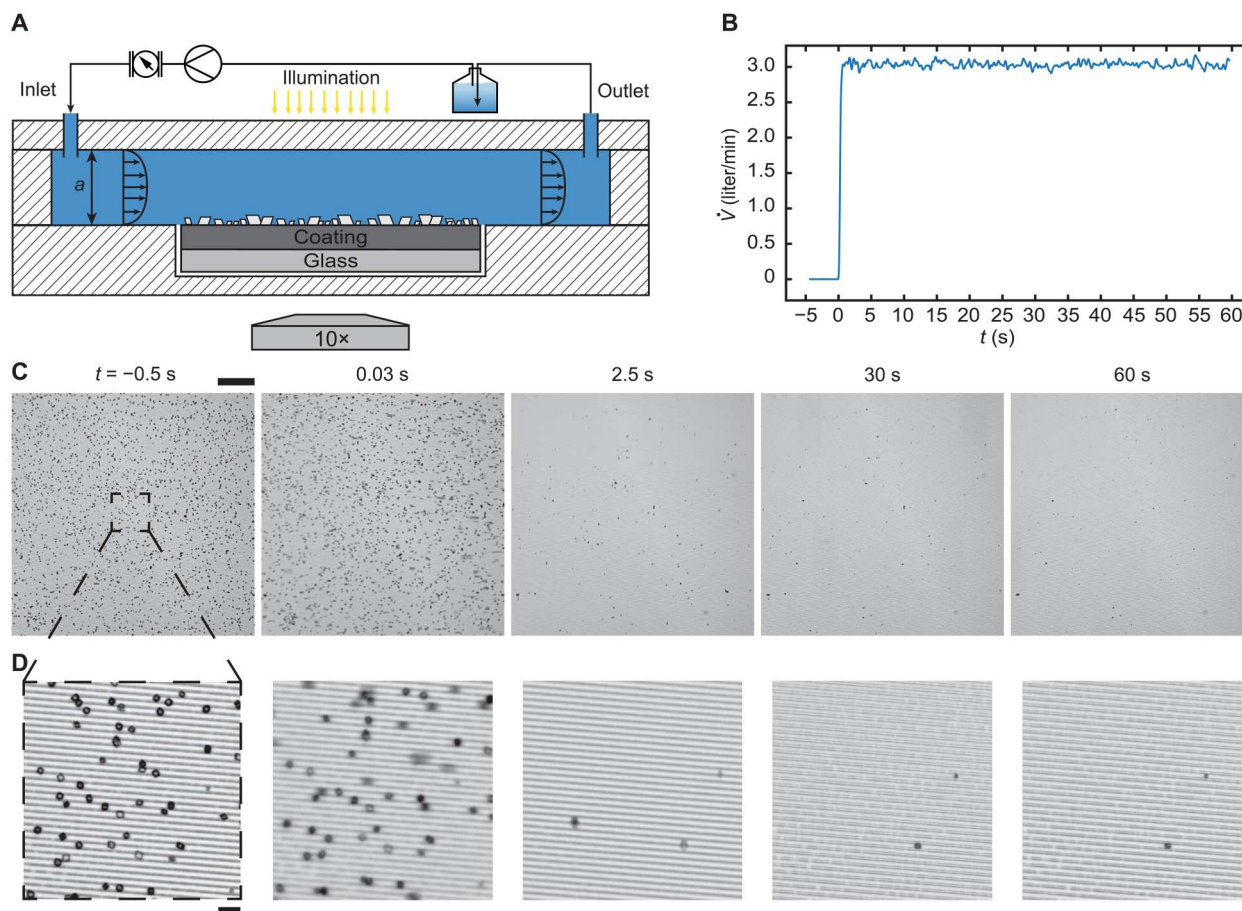 A
Inlet
Illumination
Outlet
a
Coating
Glass
10×
B
V̇ (liter/min)
3.0
2.5
2.0
1.5
1.0
0.5
0
−5 0 5 10 15 20 25 30 35 40 45 50 55 60
t (s)
C
t = −0.5 s 0.03 s 2.5 s 30 s 60 s
D